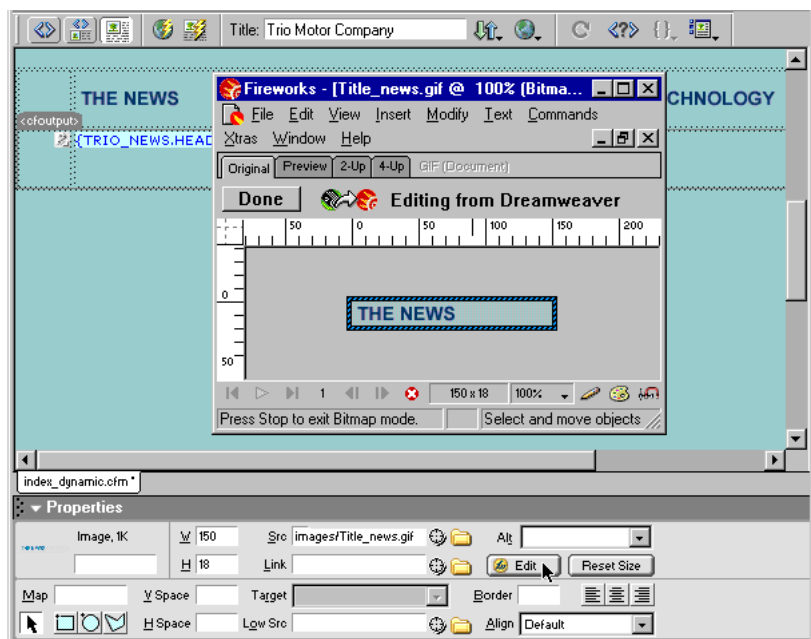 Title: Trio Motor Company
THE NEWS
CHNOLOGY
<cfoutput>
{TRIO_NEWS.HEAD
Fireworks - [Title_news.gif @ 100% (Bitma...
File Edit View Insert Modify Text Commands
Xtras Window Help
Original Preview 2-Up 4-Up GIF (Document)
Done Editing from Dreamweaver
50 0 50 100 150 200
0
THE NEWS
50
1 150 x 18 100%
Press Stop to exit Bitmap mode. Select and move objects
index_dynamic.cfm*
Properties
Image, 1K W 150 Src images/Title_news.gif Alt
H 18 Link Edit Reset Size
Map V Space Target Border
H Space Low Src Align Default